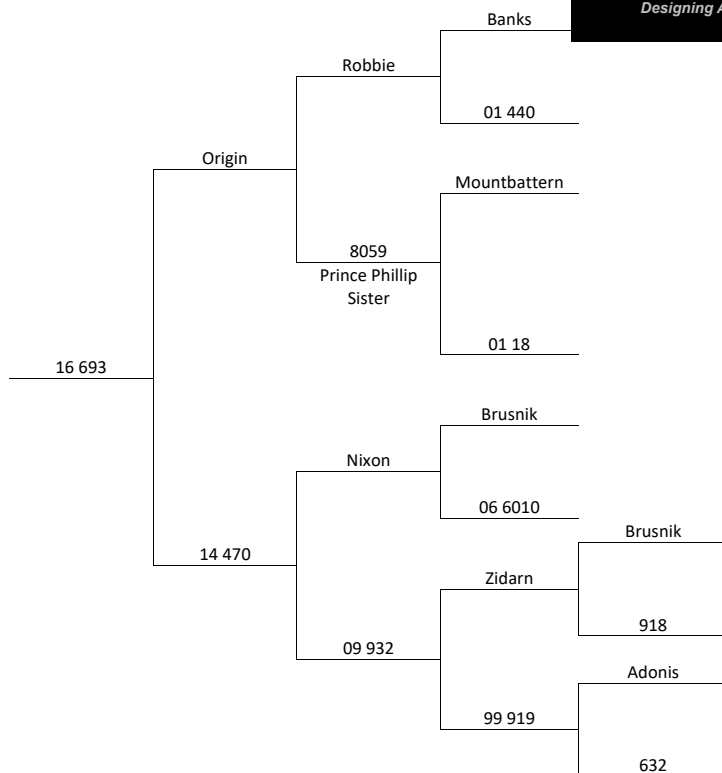 Designing A
Banks
Robbie
01 440
Origin
Mountbattern
8059
Prince Phillip
Sister
01 18
16 693
Brusnik
Nixon
06 6010
Brusnik
14 470
Zidarn
918
09 932
Adonis
99 919
632